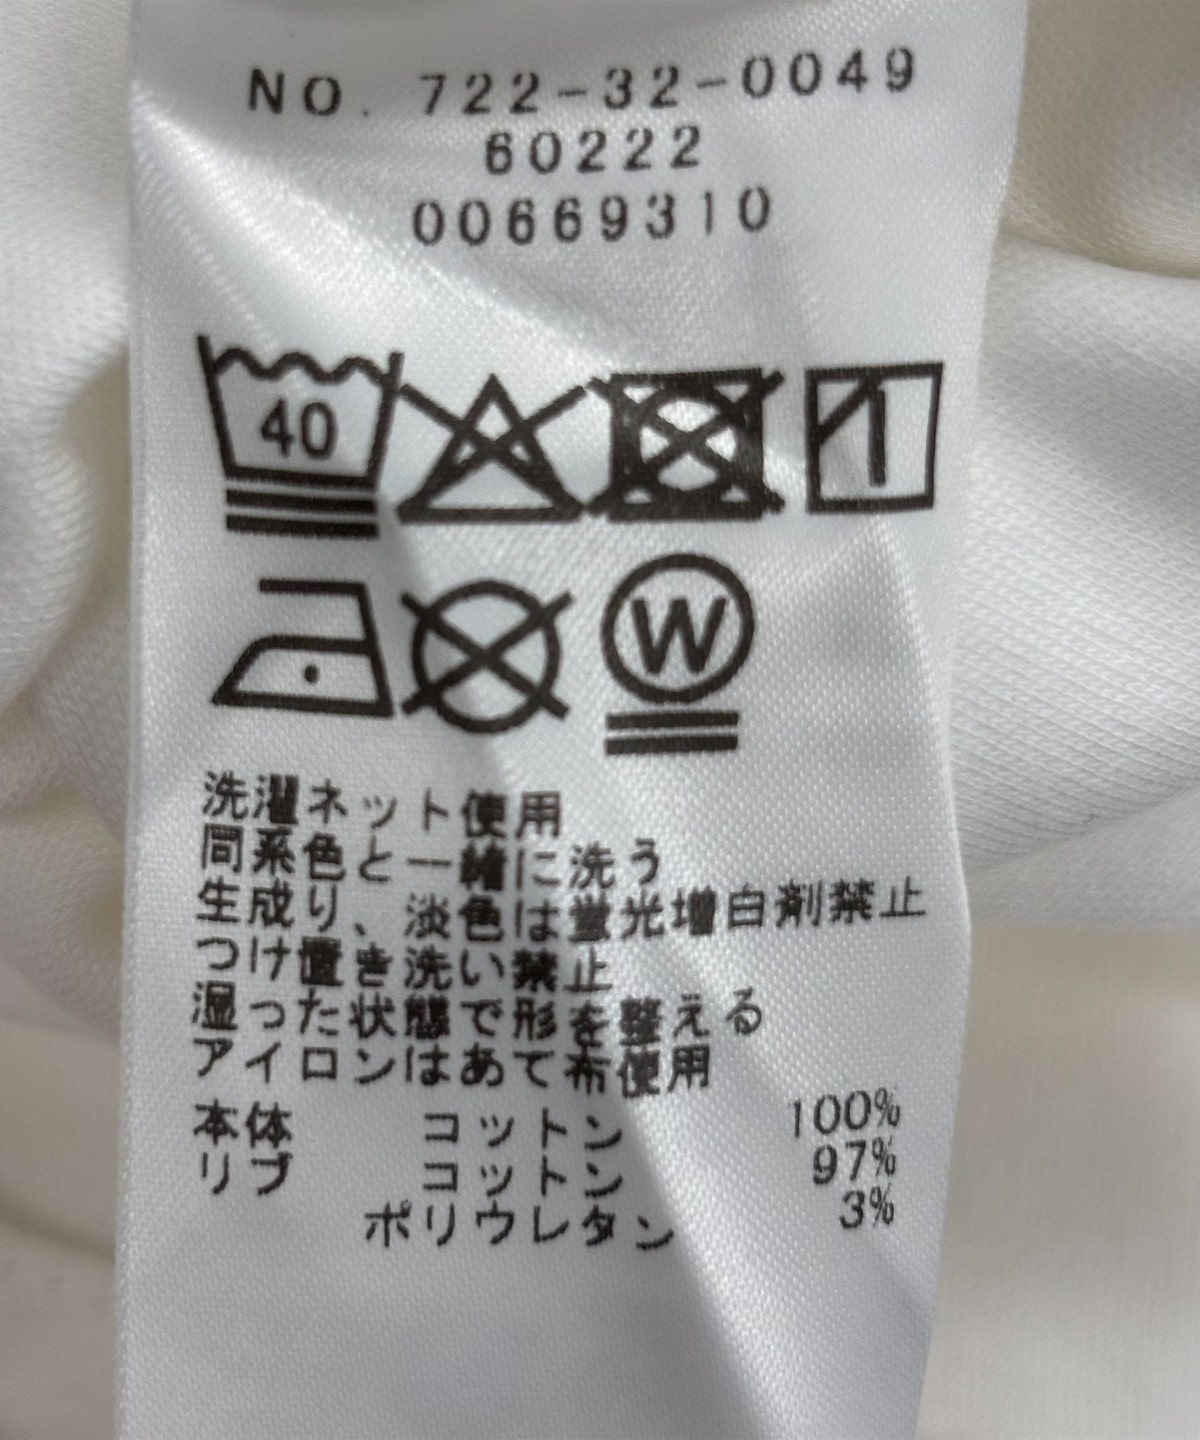 NO. 722-32-0049
60222
00669310
40
W
洗濯ネット使用
同系色と一緒に洗う
生成り、淡色は蛍光増白剤禁止
つけ置き洗い禁止
湿った状態で形を整える
アイロンはあて布使用
本体 コットン 100%
リブ コットン 97%
ポリウレタン 3%